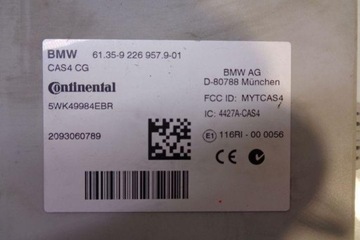 BMW 61.35-9 226 957.9-01
CAS4 CG
Continental
5WK49984EBR
2093060789
BMW AG
D-80788 München
FCC ID: MYTCAS4
IC: 4427A-CAS4
E1 116RI - 00 0056
CE